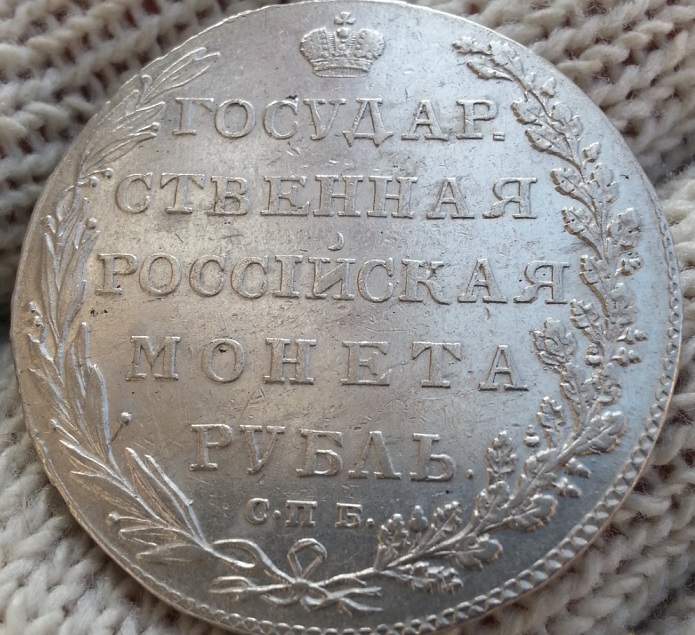 ГОСУДАР.
СТВЕННАЯ
РОССІЙСКАЯ
МОНЕТА
РУБЛЬ.
С.П Б.